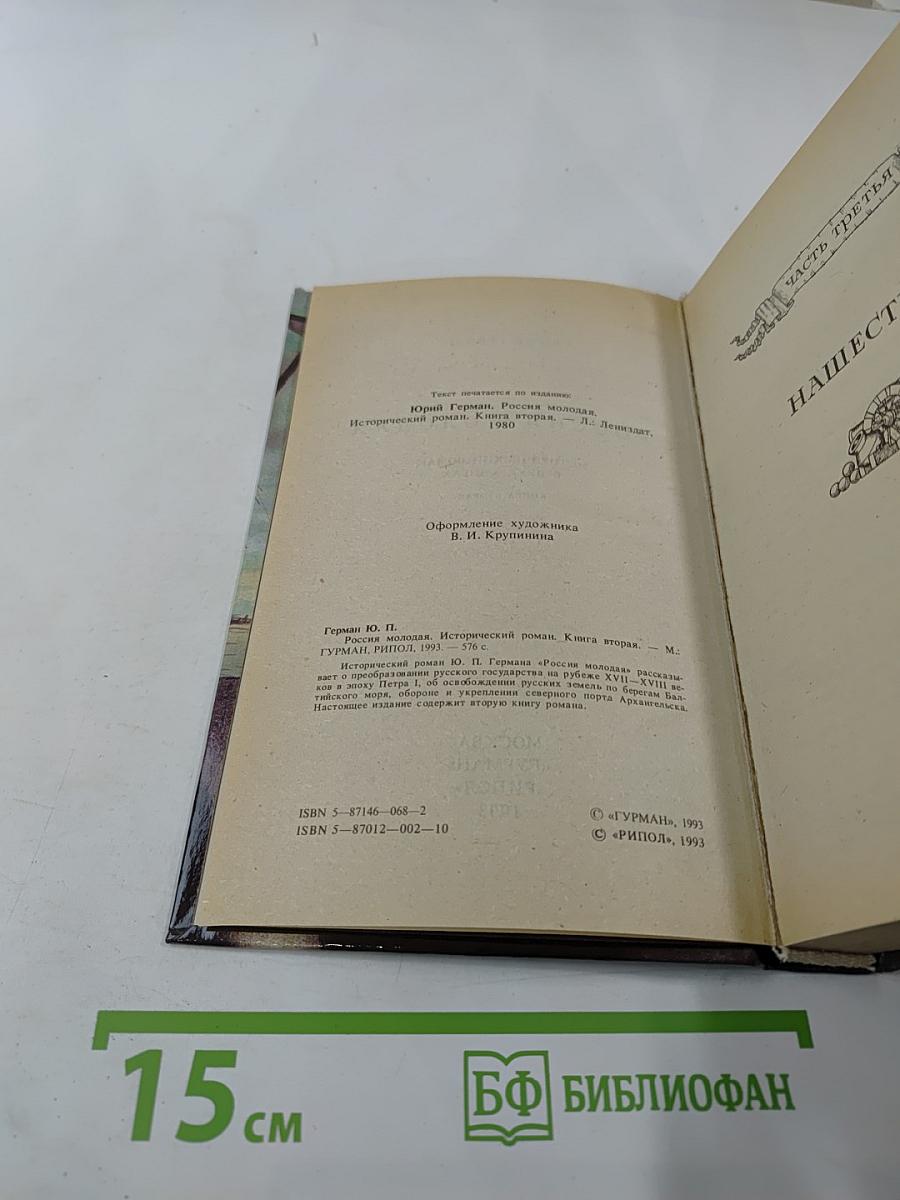 Текст печатается по изданию:
Юрий Герман. Россия молодая.
Исторический роман. Книга вторая. — Л.: Лениздат,
1980
Оформление художника
В. И. Крупинина
Герман Ю. П.
Россия молодая. Исторический роман. Книга вторая. — М.:
ГУРМАН, РИПОЛ, 1993. — 576 с.
Исторический роман Ю. П. Германа «Россия молодая» рассказы-
вает о преобразовании русского государства на рубеже XVII—XVIII ве-
ков в эпоху Петра I, об освобождении русских земель по берегам Бал-
тийского моря, обороне и укреплении северного порта Архангельска.
Настоящее издание содержит вторую книгу романа.
ISBN 5—87146—068—2
ISBN 5—87012—002—10
© «ГУРМАН», 1993
© «РИПОЛ», 1993
ЧАСТЬ ТРЕТЬЯ
15 см
БФ БИБЛИОФАН